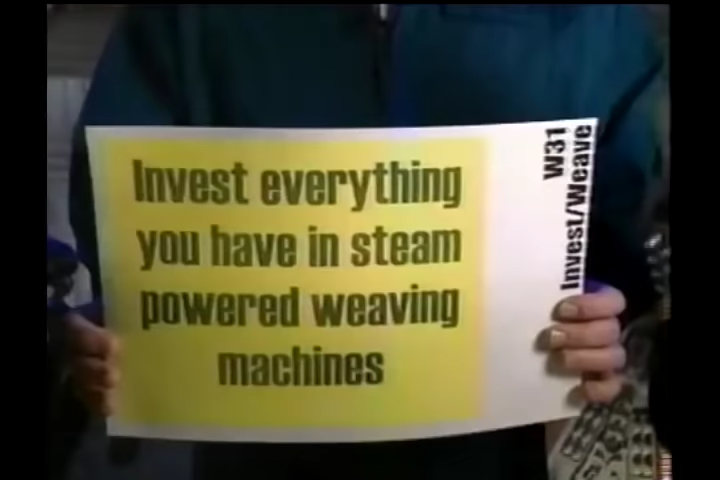 Invest everything
you have in steam
powered weaving
machines
W31
Invest/Weave